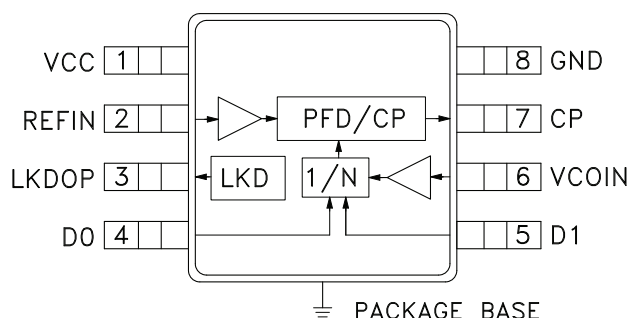 VCC 1 8 GND
REFIN 2 PFD/CP 7 CP
LKDOP 3 LKD 1/N 6 VCOIN
D0 4 5 D1
PACKAGE BASE